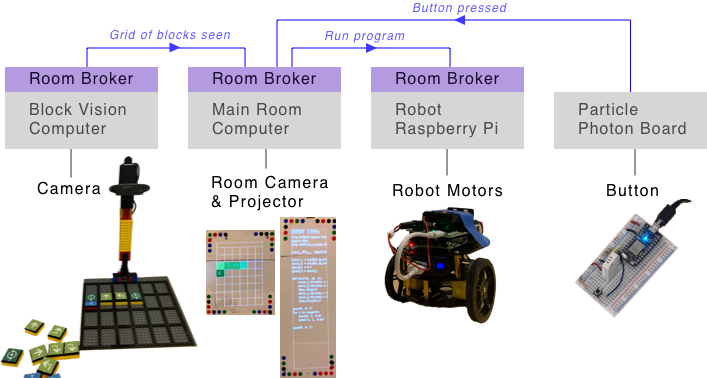 Button pressed
Grid of blocks seen
Run program
Room Broker
Room Broker
Room Broker
Block Vision
Computer
Main Room
Computer
Robot
Raspberry Pi
Particle
Photon Board
Camera
Room Camera
& Projector
Robot Motors
Button